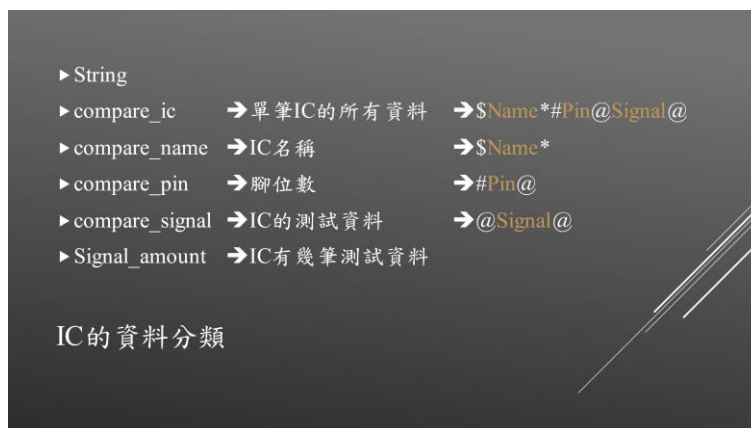 ▶String
▶compare_ic ➔單筆IC的所有資料 ➔$Name*#Pin@Signal@
▶compare_name ➔IC名稱 ➔$Name*
▶compare_pin ➔腳位數 ➔#Pin@
▶compare_signal ➔IC的測試資料 ➔@Signal@
▶Signal_amount ➔IC有幾筆測試資料
IC的資料分類